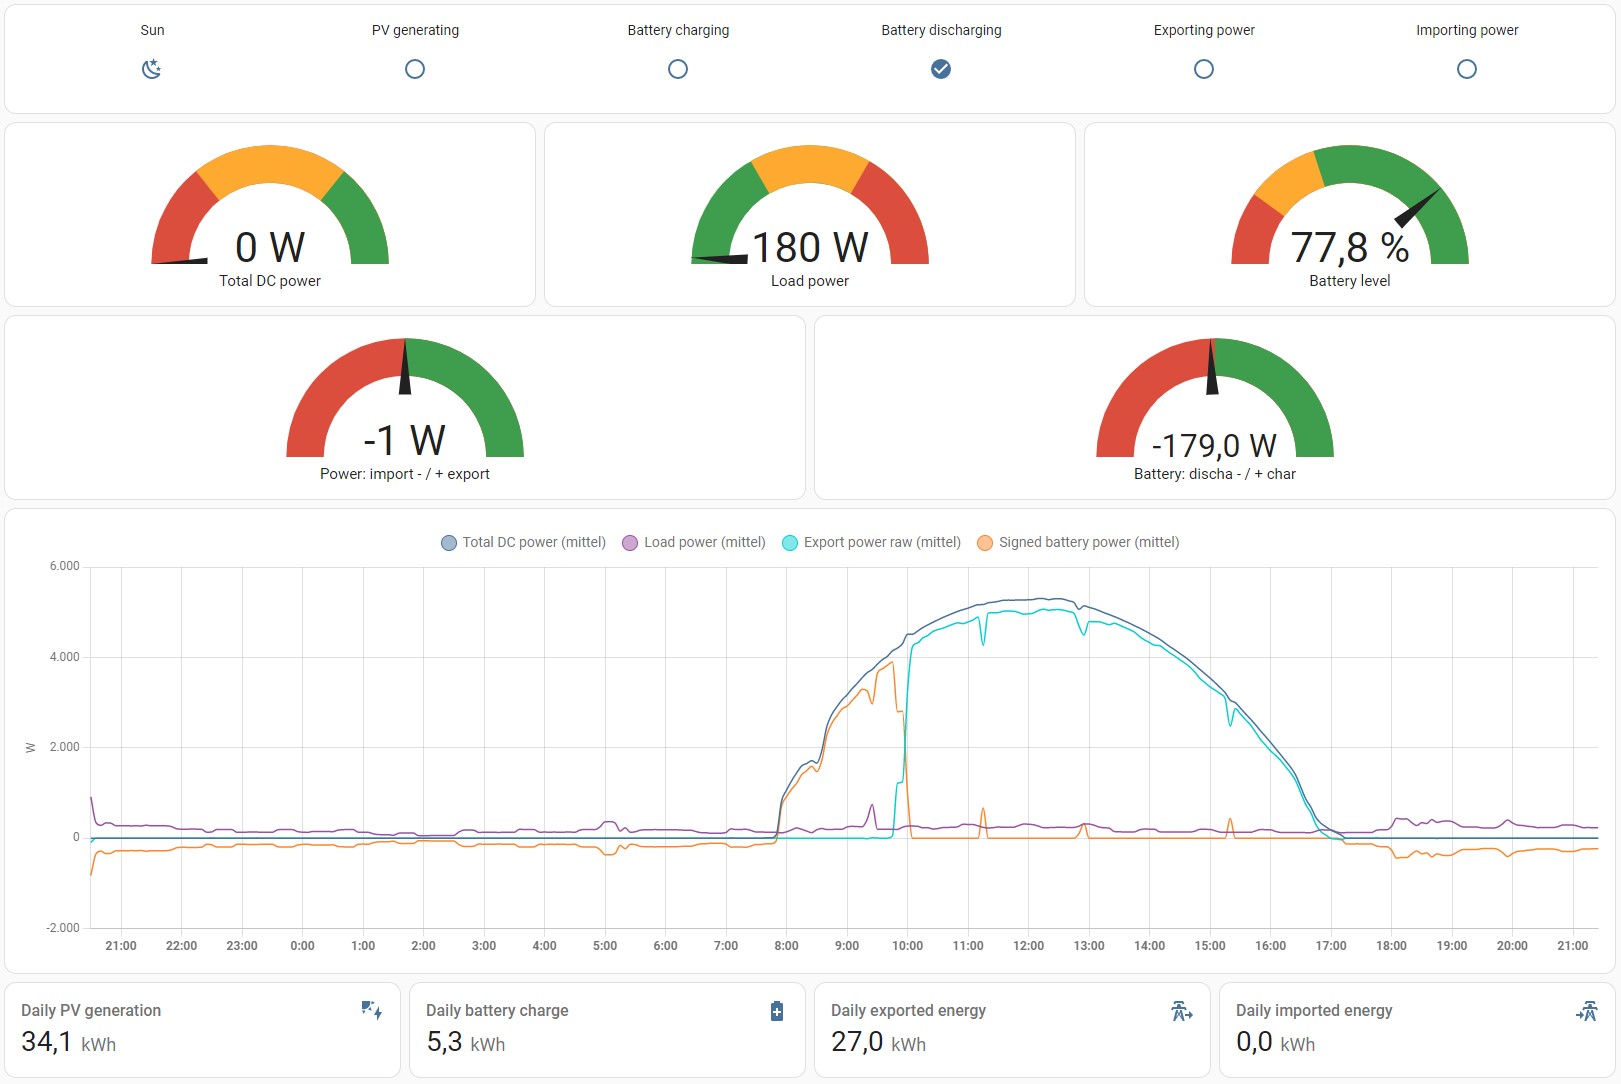 Sun PV generating Battery charging Battery discharging Exporting power Importing power
0 W
Total DC power
180 W
Load power
77,8 %
Battery level
-1 W
Power: import - / + export
-179,0 W
Battery: discha - / + char
Total DC power (mittel) Load power (mittel) Export power raw (mittel) Signed battery power (mittel)
6.000
4.000
W
2.000
0
-2.000
21:00 22:00 23:00 0:00 1:00 2:00 3:00 4:00 5:00 6:00 7:00 8:00 9:00 10:00 11:00 12:00 13:00 14:00 15:00 16:00 17:00 18:00 19:00 20:00 21:00
Daily PV generation
34,1 kWh
Daily battery charge
5,3 kWh
Daily exported energy
27,0 kWh
Daily imported energy
0,0 kWh